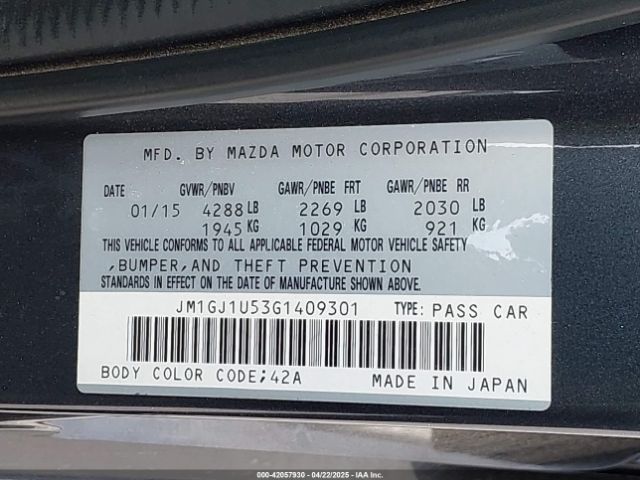 MFD. BY MAZDA MOTOR CORPORATION
DATE GVWR/PNBV GAWR/PNBE FRT GAWR/PNBE RR
01/15 4288 LB 2269 LB 2030 LB
1945 KG 1029 KG 921 KG
THIS VEHICLE CONFORMS TO ALL APPLICABLE FEDERAL MOTOR VEHICLE SAFETY
,BUMPER,AND THEFT PREVENTION
STANDARDS IN EFFECT ON THE DATE OF MANUFACTURE SHOWN ABOVE.
JM1GJ1U53G1409301 TYPE: PASS CAR
BODY COLOR CODE;42A MADE IN JAPAN
000-42057930 - 04/22/2025 - IAAI.COM